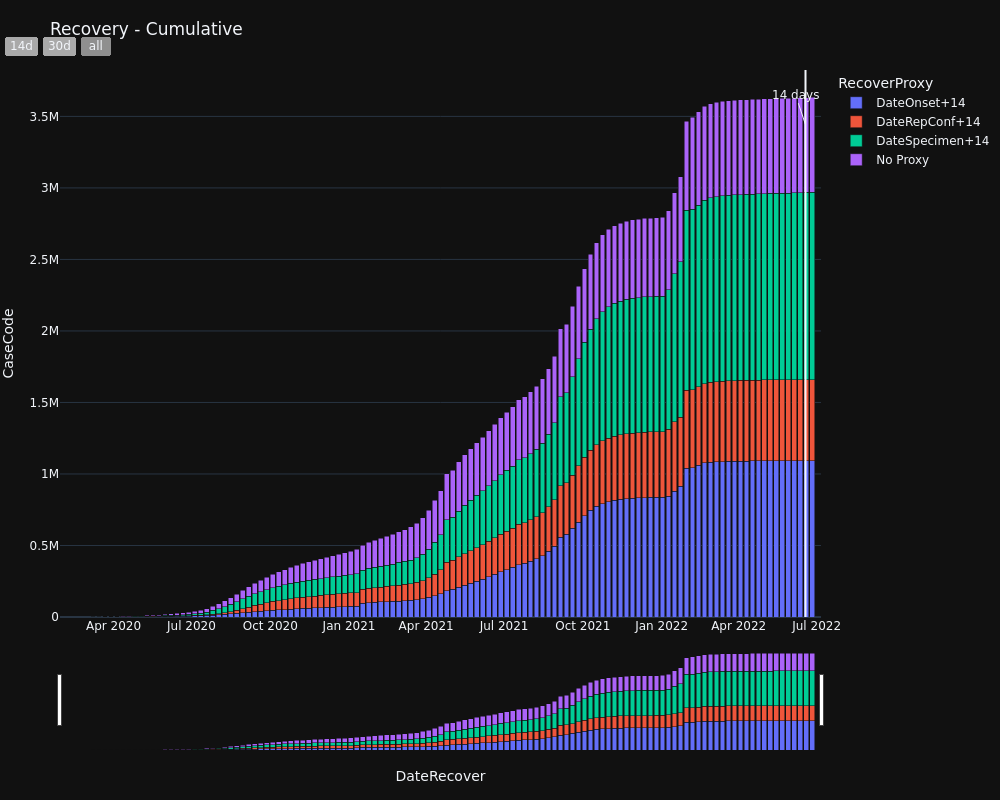 Recovery - Cumulative
14d 30d all
RecoverProxy
DateOnset+14
DateRepConf+14
DateSpecimen+14
No Proxy
14 days
CaseCode
3.5M
3M
2.5M
2M
1.5M
1M
0.5M
0
Apr 2020 Jul 2020 Oct 2020 Jan 2021 Apr 2021 Jul 2021 Oct 2021 Jan 2022 Apr 2022 Jul 2022
DateRecover